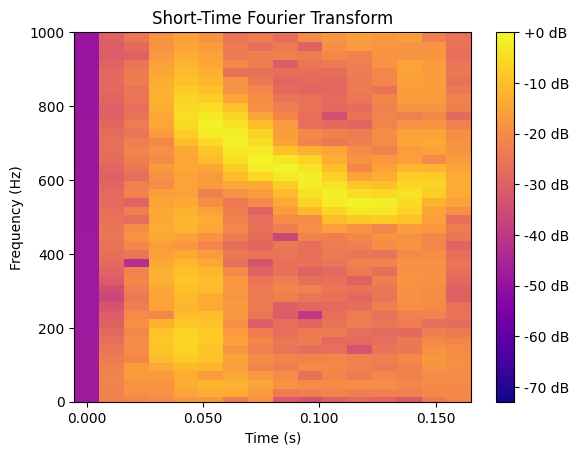 Short-Time Fourier Transform
1000
800
600
400
200
0
Frequency (Hz)
0.000
0.050
0.100
0.150
Time (s)
+0 dB
-10 dB
-20 dB
-30 dB
-40 dB
-50 dB
-60 dB
-70 dB